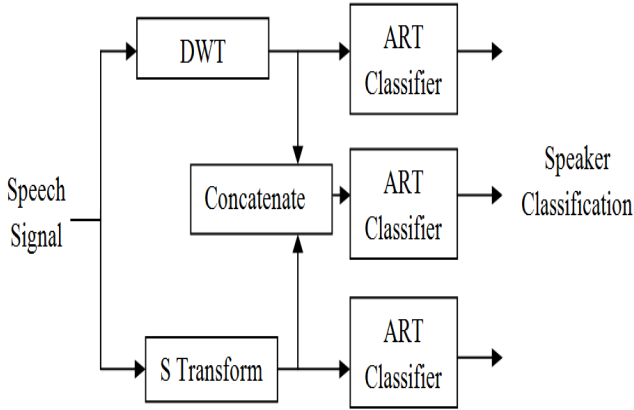 DWT
ART
Classifier
Speech
Signal
Concatenate
ART
Classifier
Speaker
Classification
S Transform
ART
Classifier